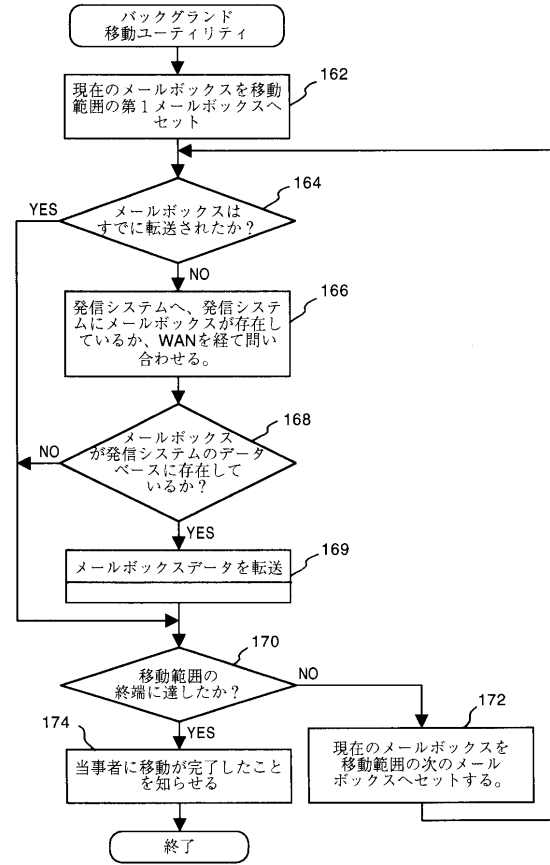 バックグランド
移動ユーティリティ
162
現在のメールボックスを移動
範囲の第1メールボックスへ
セット
164
YES
メールボックスは
すでに転送されたか？
NO
166
発信システムへ、発信システ
ムにメールボックスが存在し
ているか、WANを経て問い
合わせる。
168
メールボックス
が発信システムのデータ
ベースに存在して
いるか？
NO
YES
169
メールボックスデータを転送
170
移動範囲の
終端に達したか？
NO
172
174
YES
現在のメールボックスを
移動範囲の次のメール
ボックスへセットする。
当事者に移動が完了したこと
を知らせる
終了